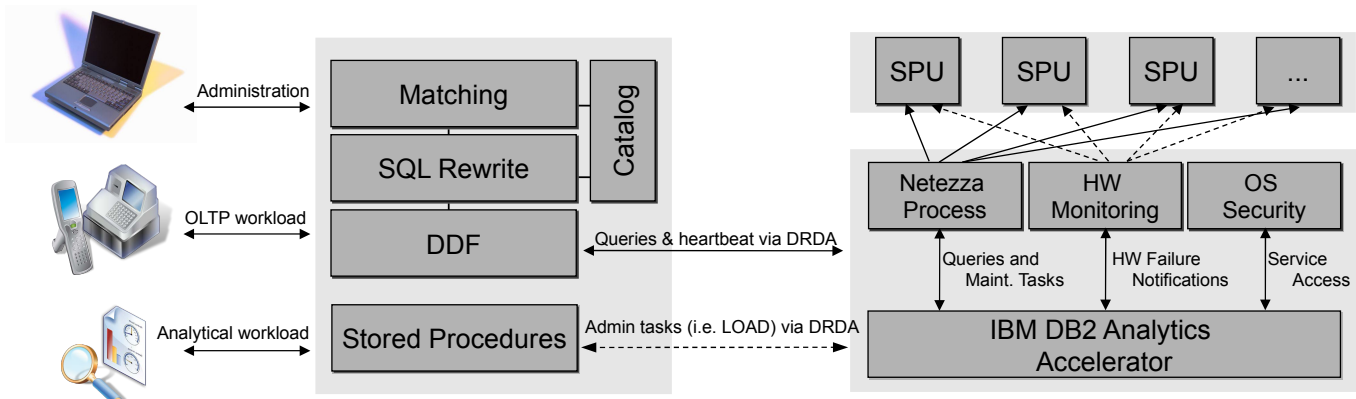 Administration
OLTP workload
Analytical workload
Matching
SQL Rewrite
DDF
Stored Procedures
Catalog
Queries & heartbeat via DRDA
Admin tasks (i.e. LOAD) via DRDA
SPU
SPU
SPU
...
Netezza
Process
HW
Monitoring
OS
Security
Queries and
Maint. Tasks
HW Failure
Notifications
Service
Access
IBM DB2 Analytics
Accelerator